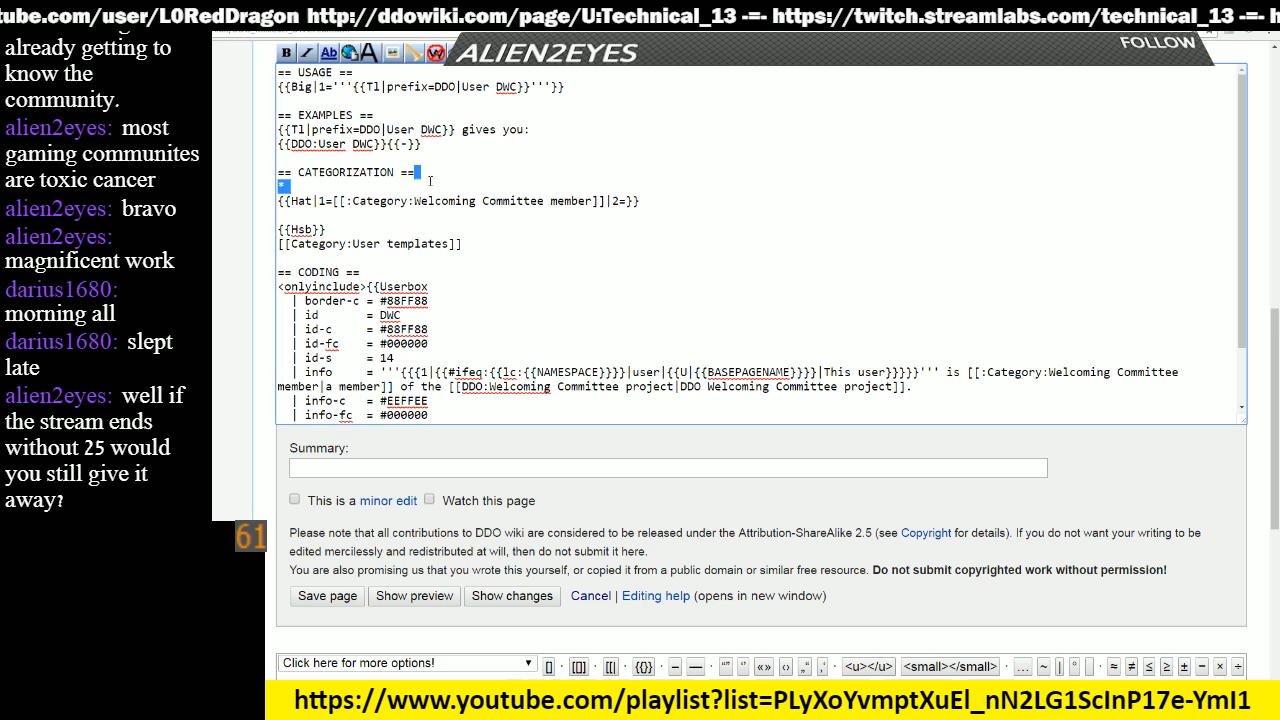 tube.com/user/L0RedDragon http://ddowiki.com/page/U:Technical_13 -=- https://twitch.streamlabs.com/technical_13 -=- h
already getting to
know the
community.
alien2eyes: most
gaming communites
are toxic cancer
alien2eyes: bravo
alien2eyes:
magnificent work
darius1680:
morning all
darius1680: slept
late
alien2eyes: well if
the stream ends
without 25 would
you still give it
away?
61
ALIEN2EYES
FOLLOW
B I Ab A W
== USAGE ==
{{Big|1='''{{Tl|prefix=DDO|User DWC}}'''}}
== EXAMPLES ==
{{Tl|prefix=DDO|User DWC}} gives you:
{{DDO:User DWC}}{{-}}
== CATEGORIZATION ==
*
{{Hat|1=[[:Category:Welcoming Committee member]]|2=}}
{{Hsb}}
[[Category:User templates]]
== CODING ==
<onlyinclude>{{Userbox
| border-c = #88FF88
| id = DWC
| id-c = #88FF88
| id-fc = #000000
| id-s = 14
| info = '''{{{1|{{#ifeq:{{lc:{{NAMESPACE}}}}|user|{{U|{{BASEPAGENAME}}}}|This user}}}}}''' is [[:Category:Welcoming Committee
member|a member]] of the [[DDO:Welcoming Committee project|DDO Welcoming Committee project]].
| info-c = #EEFFEE
| info-fc = #000000
Summary:
This is a minor edit Watch this page
Please note that all contributions to DDO wiki are considered to be released under the Attribution-ShareAlike 2.5 (see Copyright for details). If you do not want your writing to be
edited mercilessly and redistributed at will, then do not submit it here.
You are also promising us that you wrote this yourself, or copied it from a public domain or similar free resource. Do not submit copyrighted work without permission!
Save page Show preview Show changes Cancel | Editing help (opens in new window)
Click here for more options! [] · [[]] · [[| · {{}} · – · — · “” · ‘’ · «» · ‹› · „“ · ‚‘ · <u></u> · <small></small> · … · ~ · | · ° · · ≈ · ≠ · ≤ · ≥ · ± · − · × · ÷
https://www.youtube.com/playlist?list=PLyXoYvmptXuEl_nN2LG1ScInP17e-YmI1